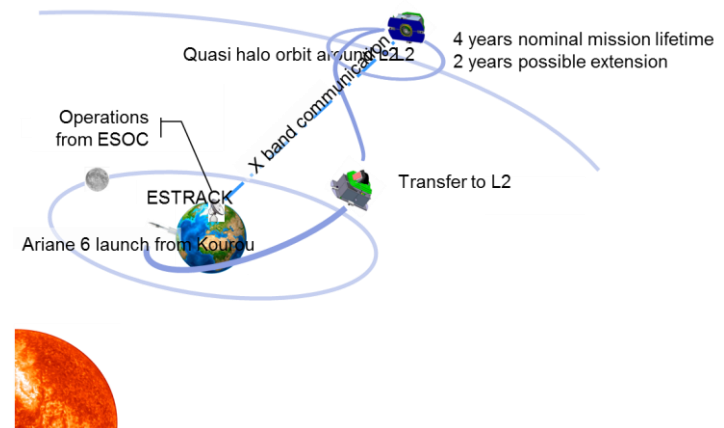 Quasi halo orbit around L2
L2
4 years nominal mission lifetime
2 years possible extension
X band communication
Operations
from ESOC
Transfer to L2
ESTRACK
Ariane 6 launch from Kourou